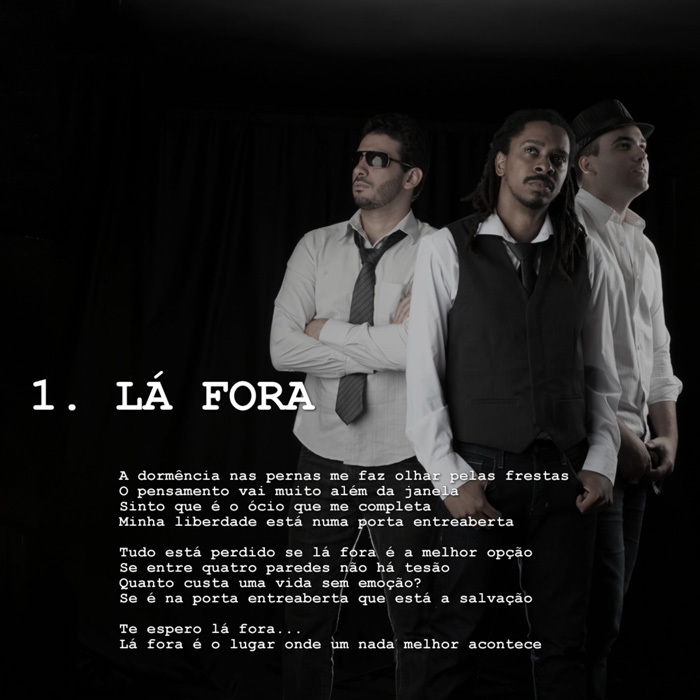 1. LÁ FORA
A dormência nas pernas me faz olhar pelas frestas
O pensamento vai muito além da janela
Sinto que é o ócio que me completa
Minha liberdade está numa porta entreaberta
Tudo está perdido se lá fora é a melhor opção
Se entre quatro paredes não há tesão
Quanto custa uma vida sem emoção?
Se é na porta entreaberta que está a salvação
Te espero lá fora...
Lá fora é o lugar onde um nada melhor acontece